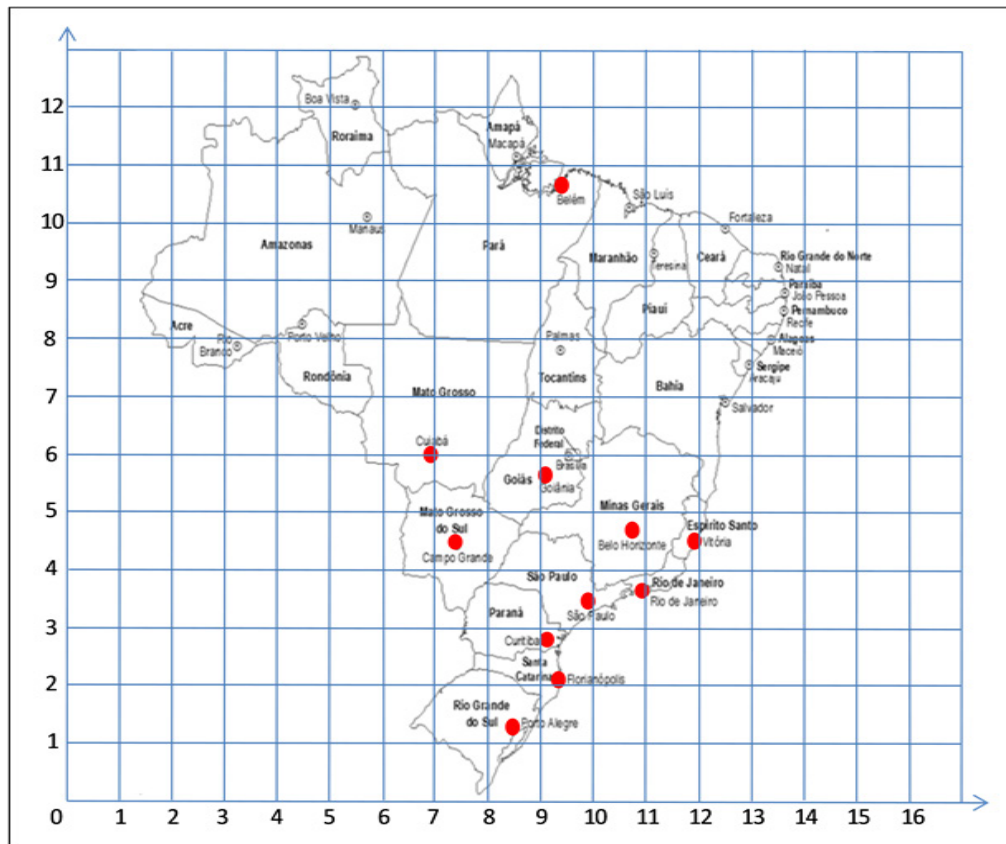 12
Boa Vista
Roraima
Amapá
Macapá
11
Belém
São Luis
10
Manaus
Fortaleza
Amazonas
Pará
Maranhão
Ceará
Rio Grande do Norte
9
Teresina
Natal
Paraíba
João Pessoa
Piaui
Pernambuco
Acre
Porto Velho
Recife
8
Rio
Branco
Palmas
Alagoas
Maceió
Rondônia
Tocantins
Sergipe
Aracaju
7
Mato Grosso
Bahia
Salvador
6
Cuiabá
Distrito
Federal
Brasília
Goiás
Goiânia
5
Minas Gerais
Mato Grosso
do Sul
Espírito Santo
Campo Grande
Belo Horizonte
Vitória
4
São Paulo
Rio de Janeiro
São Paulo
Rio de Janeiro
3
Paraná
Curitiba
2
Santa
Catarina
Florianópolis
Rio Grande
do Sul
Porto Alegre
1
0 1 2 3 4 5 6 7 8 9 10 11 12 13 14 15 16